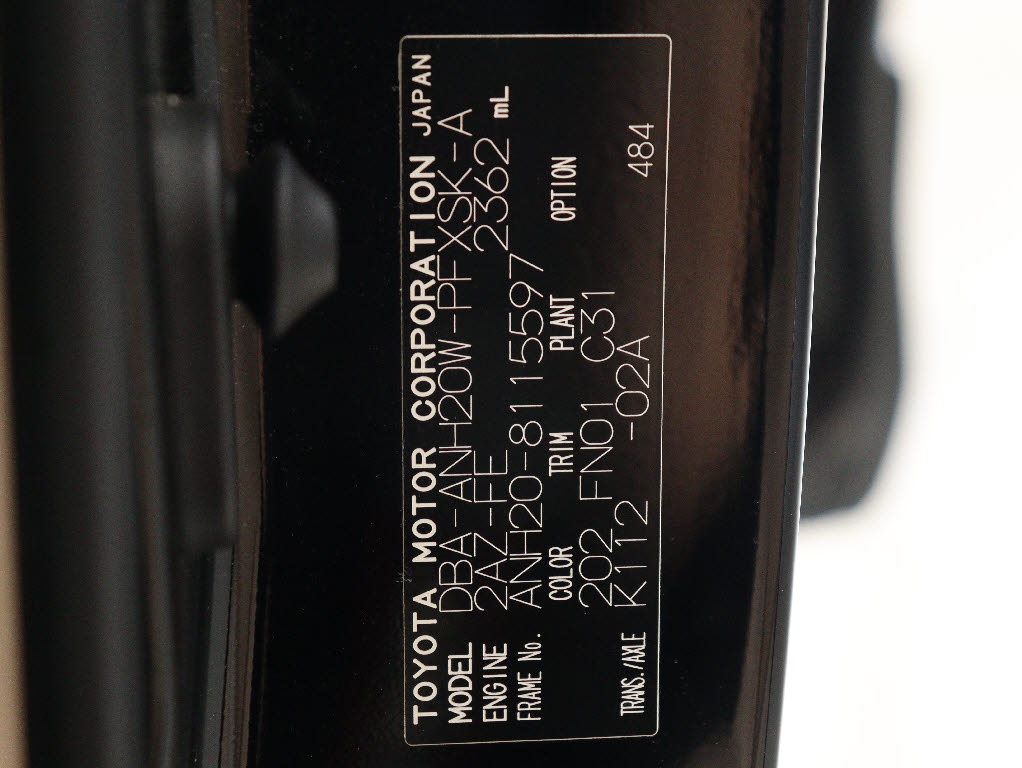 TOYOTA MOTOR CORPORATION JAPAN
MODEL DBA-ANH20W-PFXSK-A
ENGINE 2AZ-FE 2362 mL
FRAME No. ANH20-8115597
COLOR TRIM PLANT OPTION
202 FN01 C31
TRANS./AXLE K112 -02A 484